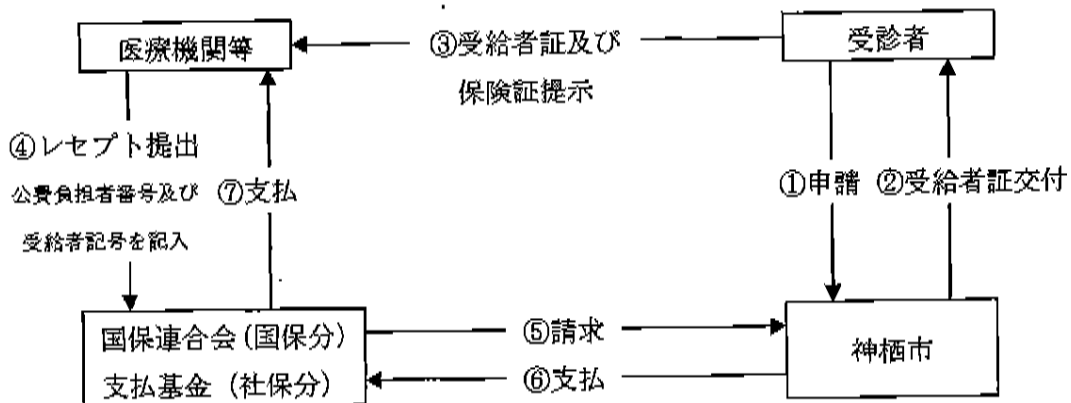 医療機関等
③受給者証及び
保険証提示
受診者
④レセプト提出
公費負担者番号及び
受給者記号を記入
⑦支払
①申請
②受給者証交付
国保連合会(国保分)
支払基金(社保分)
⑤請求
⑥支払
神栖市